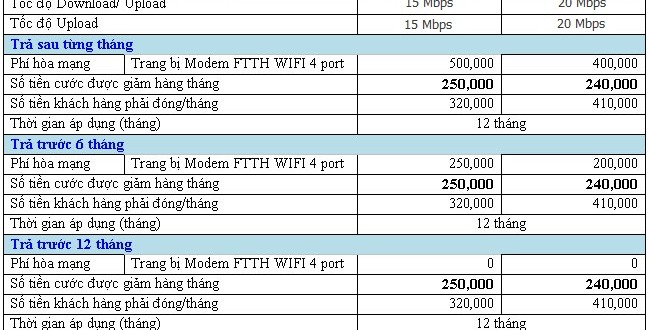 Tốc độ Download/ Upload 15 Mbps 20 Mbps
Tốc độ Upload 15 Mbps 20 Mbps
Trả sau từng tháng
Phí hòa mạng Trang bị Modem FTTH WIFI 4 port 500,000 400,000
Số tiền cước được giảm hàng tháng 250,000 240,000
Số tiền khách hàng phải đóng/tháng 320,000 410,000
Thời gian áp dụng (tháng) 12 tháng
Trả trước 6 tháng
Phí hòa mạng Trang bị Modem FTTH WIFI 4 port 250,000 200,000
Số tiền cước được giảm hàng tháng 250,000 240,000
Số tiền khách hàng phải đóng/tháng 320,000 410,000
Thời gian áp dụng (tháng) 12 tháng
Trả trước 12 tháng
Phí hòa mạng Trang bị Modem FTTH WIFI 4 port 0 0
Số tiền cước được giảm hàng tháng 250,000 240,000
Số tiền khách hàng phải đóng/tháng 320,000 410,000
Thời gian áp dụng (tháng) 12 tháng